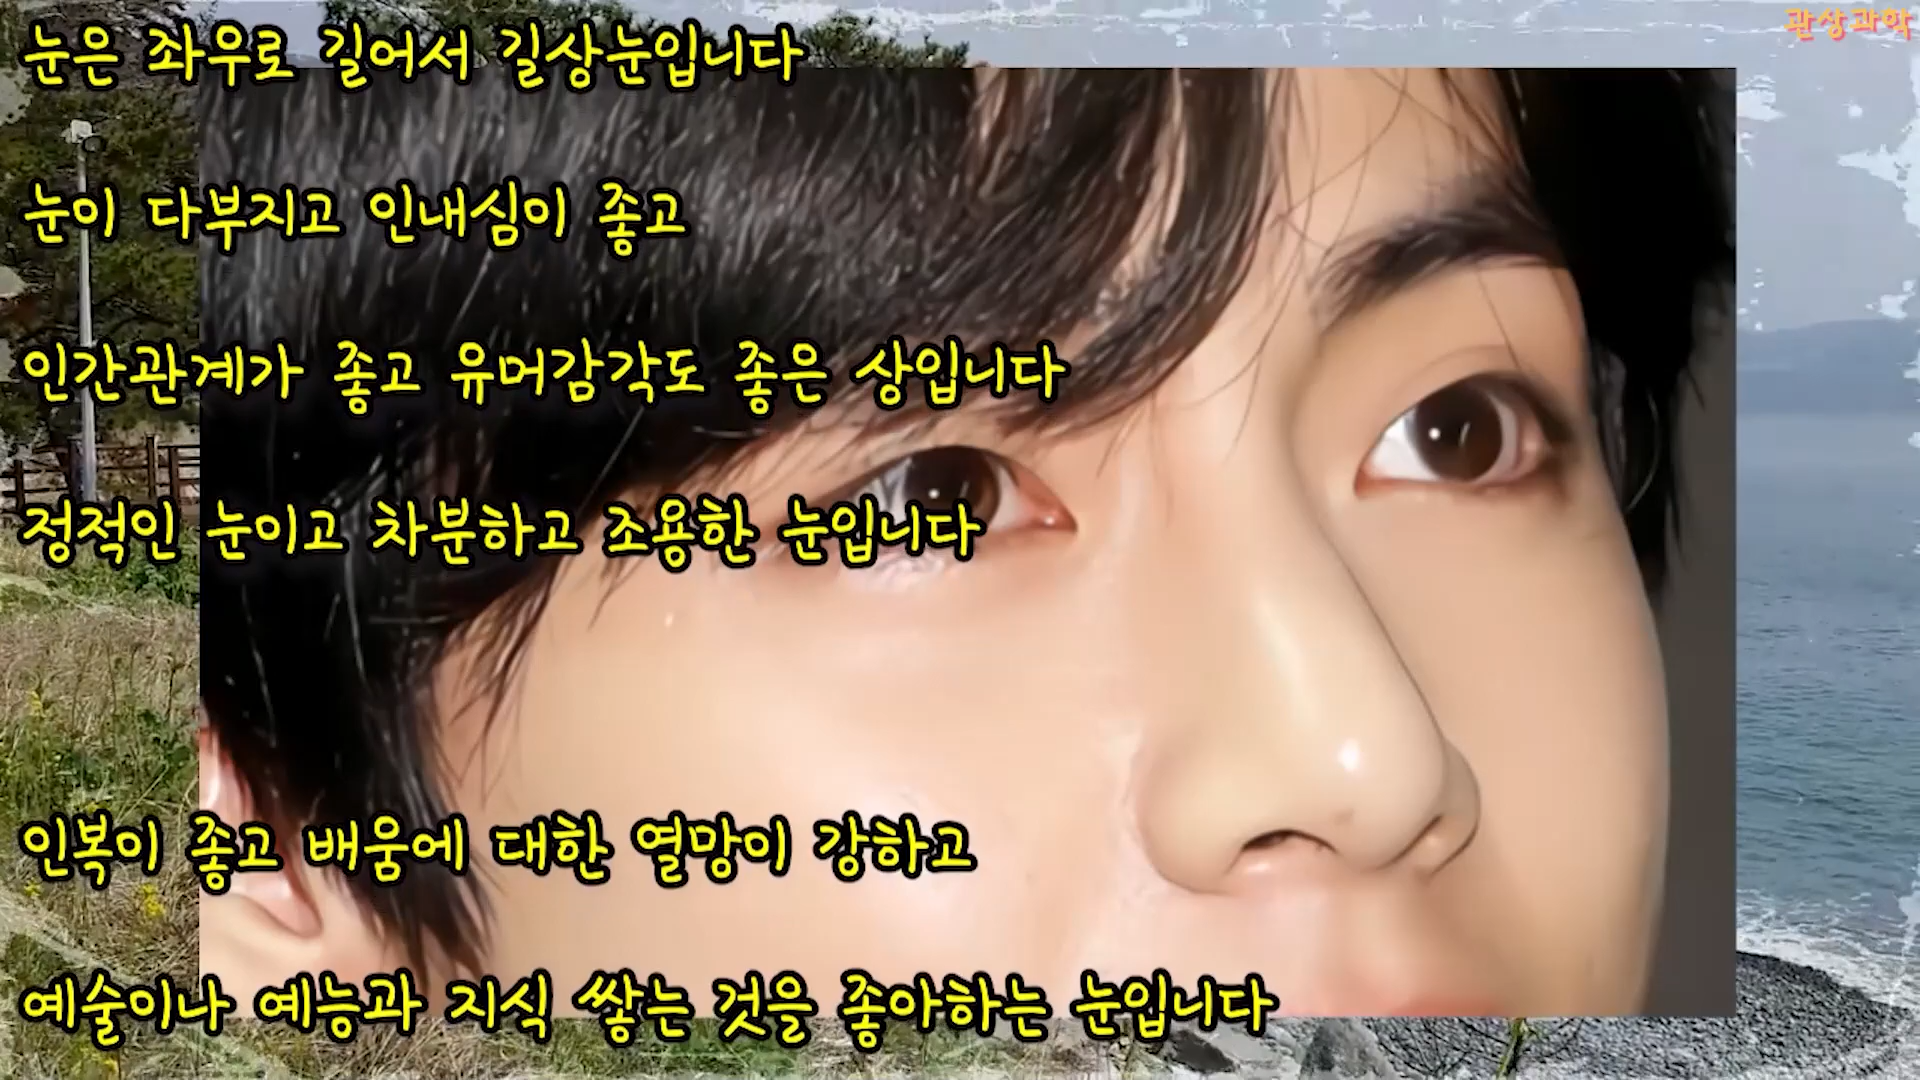 관상과학
눈은 좌우로 길어서 길상눈입니다
눈이 다부지고 인내심이 좋고
인간관계가 좋고 유머감각도 좋은 상입니다
정적인 눈이고 차분하고 조용한 눈입니다
인복이 좋고 배움에 대한 열망이 강하고
예술이나 예능과 지식 쌓는 것을 좋아하는 눈입니다